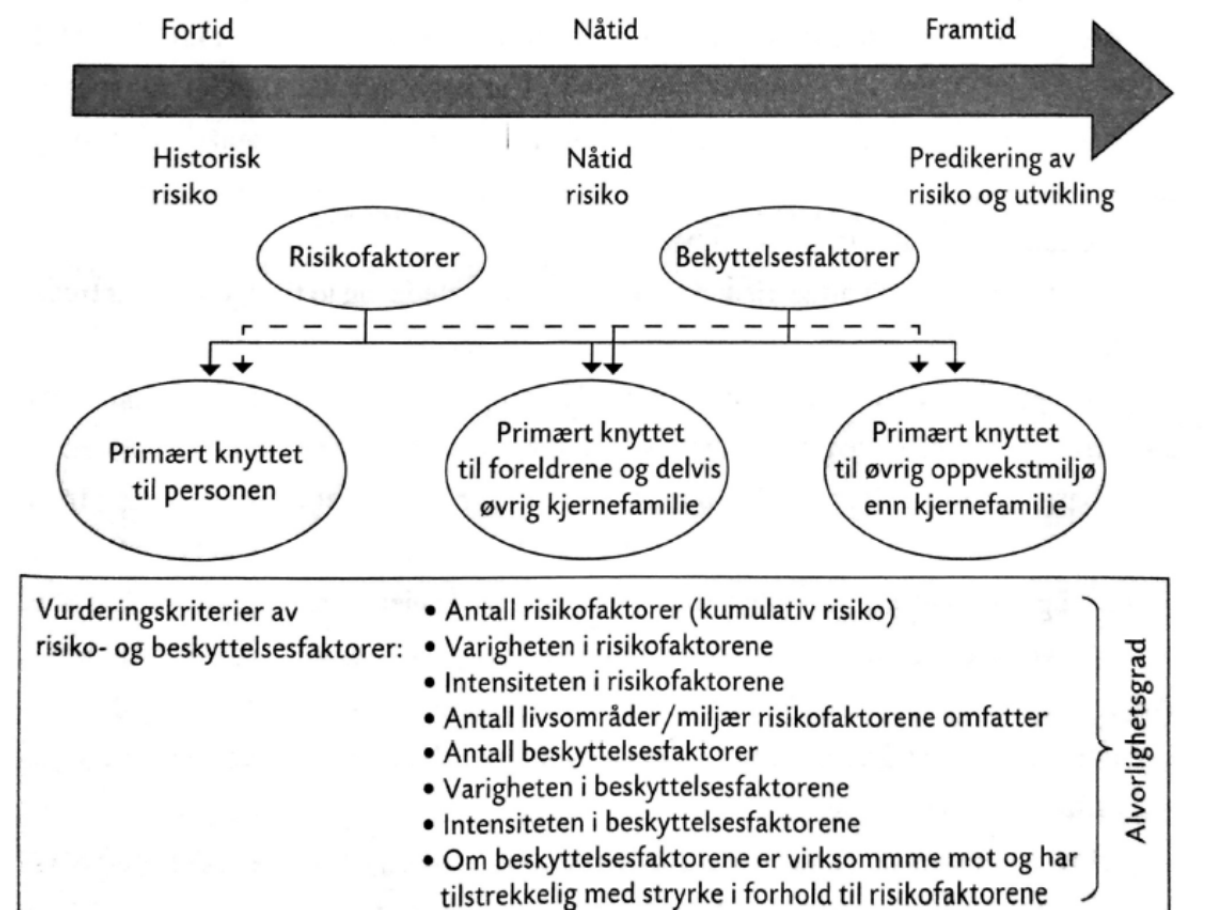 Fortid Nåtid Framtid
Historisk Nåtid Predikering av
risiko risiko risiko og utvikling
Risikofaktorer Bekyttelsesfaktorer
Primært knyttet
til personen
Primært knyttet
til foreldrene og delvis
øvrig kjernefamilie
Primært knyttet
til øvrig oppvekstmiljø
enn kjernefamilie
Vurderingskriterier av
risiko- og beskyttelsesfaktorer:
• Antall risikofaktorer (kumulativ risiko)
• Varigheten i risikofaktorene
• Intensiteten i risikofaktorene
• Antall livsområder/miljær risikofaktorene omfatter
• Antall beskyttelsesfaktorer
• Varigheten i beskyttelsesfaktorene
• Intensiteten i beskyttelsesfaktorene
• Om beskyttelsesfaktorene er virksommme mot og har
tilstrekkelig med stryrke i forhold til risikofaktorene
Alvorlighetsgrad